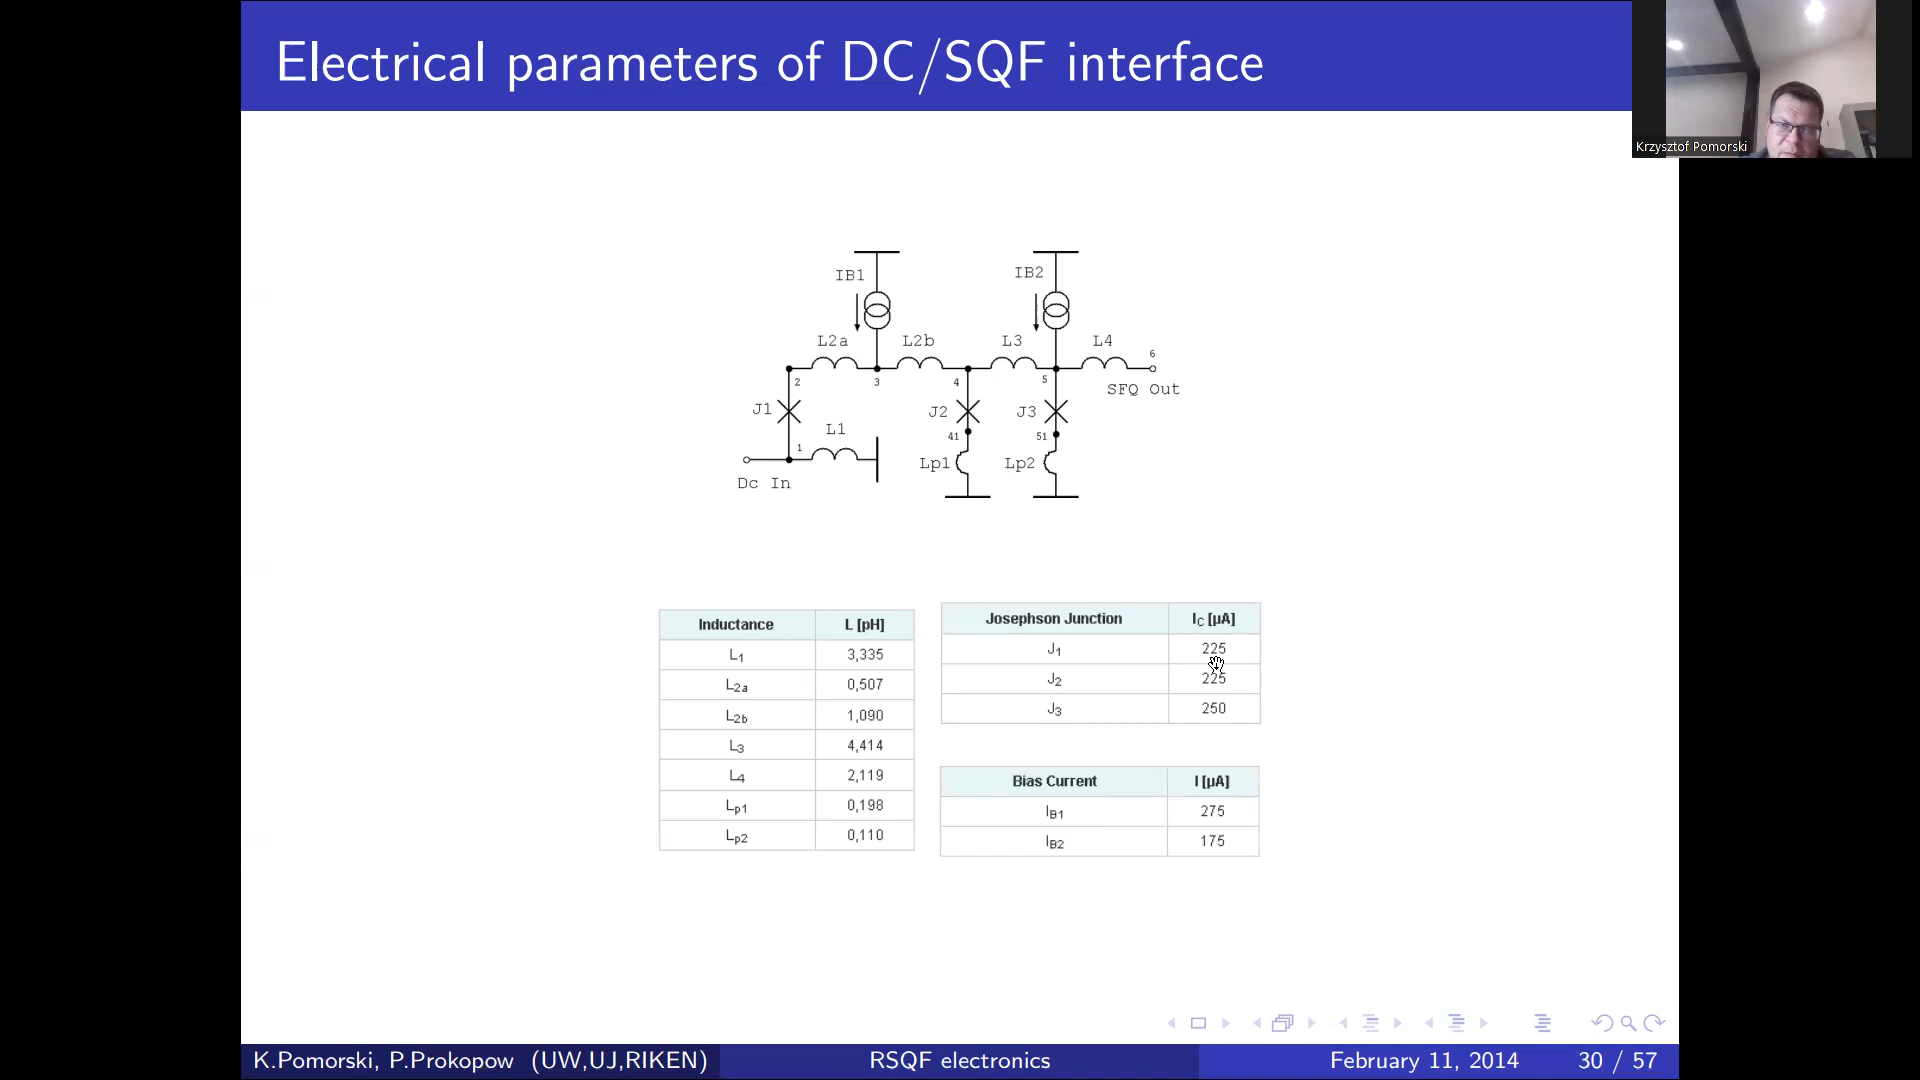 Electrical parameters of DC/SQF interface
Krzysztof Pomorski
IB1
IB2
L2a
L2b
L3
L4
6
2
3
4
5
SFQ Out
J1
J2
J3
L1
41
51
1
Lp1
Lp2
Dc In
Inductance L [pH]
L1 3,335
L2a 0,507
L2b 1,090
L3 4,414
L4 2,119
Lp1 0,198
Lp2 0,110
Josephson Junction IC [µA]
J1 225
J2 225
J3 250
Bias Current I [µA]
IB1 275
IB2 175
K.Pomorski, P.Prokopow (UW,UJ,RIKEN)
RSQF electronics
February 11, 2014
30 / 57